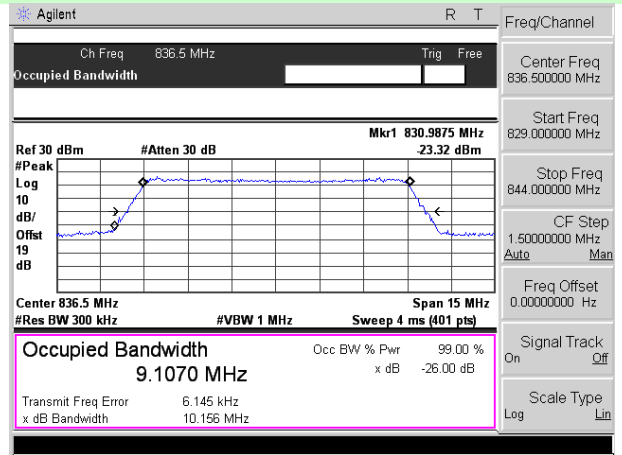 Agilent R T
Freq/Channel
Ch Freq 836.5 MHz Trig Free
Occupied Bandwidth
Center Freq
836.500000 MHz
Start Freq
829.000000 MHz
Mkr1 830.9875 MHz
Ref 30 dBm #Atten 30 dB -23.32 dBm
#Peak
Log
10
dB/
Offst
19
dB
Stop Freq
844.000000 MHz
CF Step
1.50000000 MHz
Auto Man
Freq Offset
0.00000000 Hz
Center 836.5 MHz Span 15 MHz
#Res BW 300 kHz #VBW 1 MHz Sweep 4 ms (401 pts)
Signal Track
On Off
Occupied Bandwidth Occ BW % Pwr 99.00 %
9.1070 MHz x dB -26.00 dB
Transmit Freq Error 6.145 kHz
x dB Bandwidth 10.156 MHz
Scale Type
Log Lin